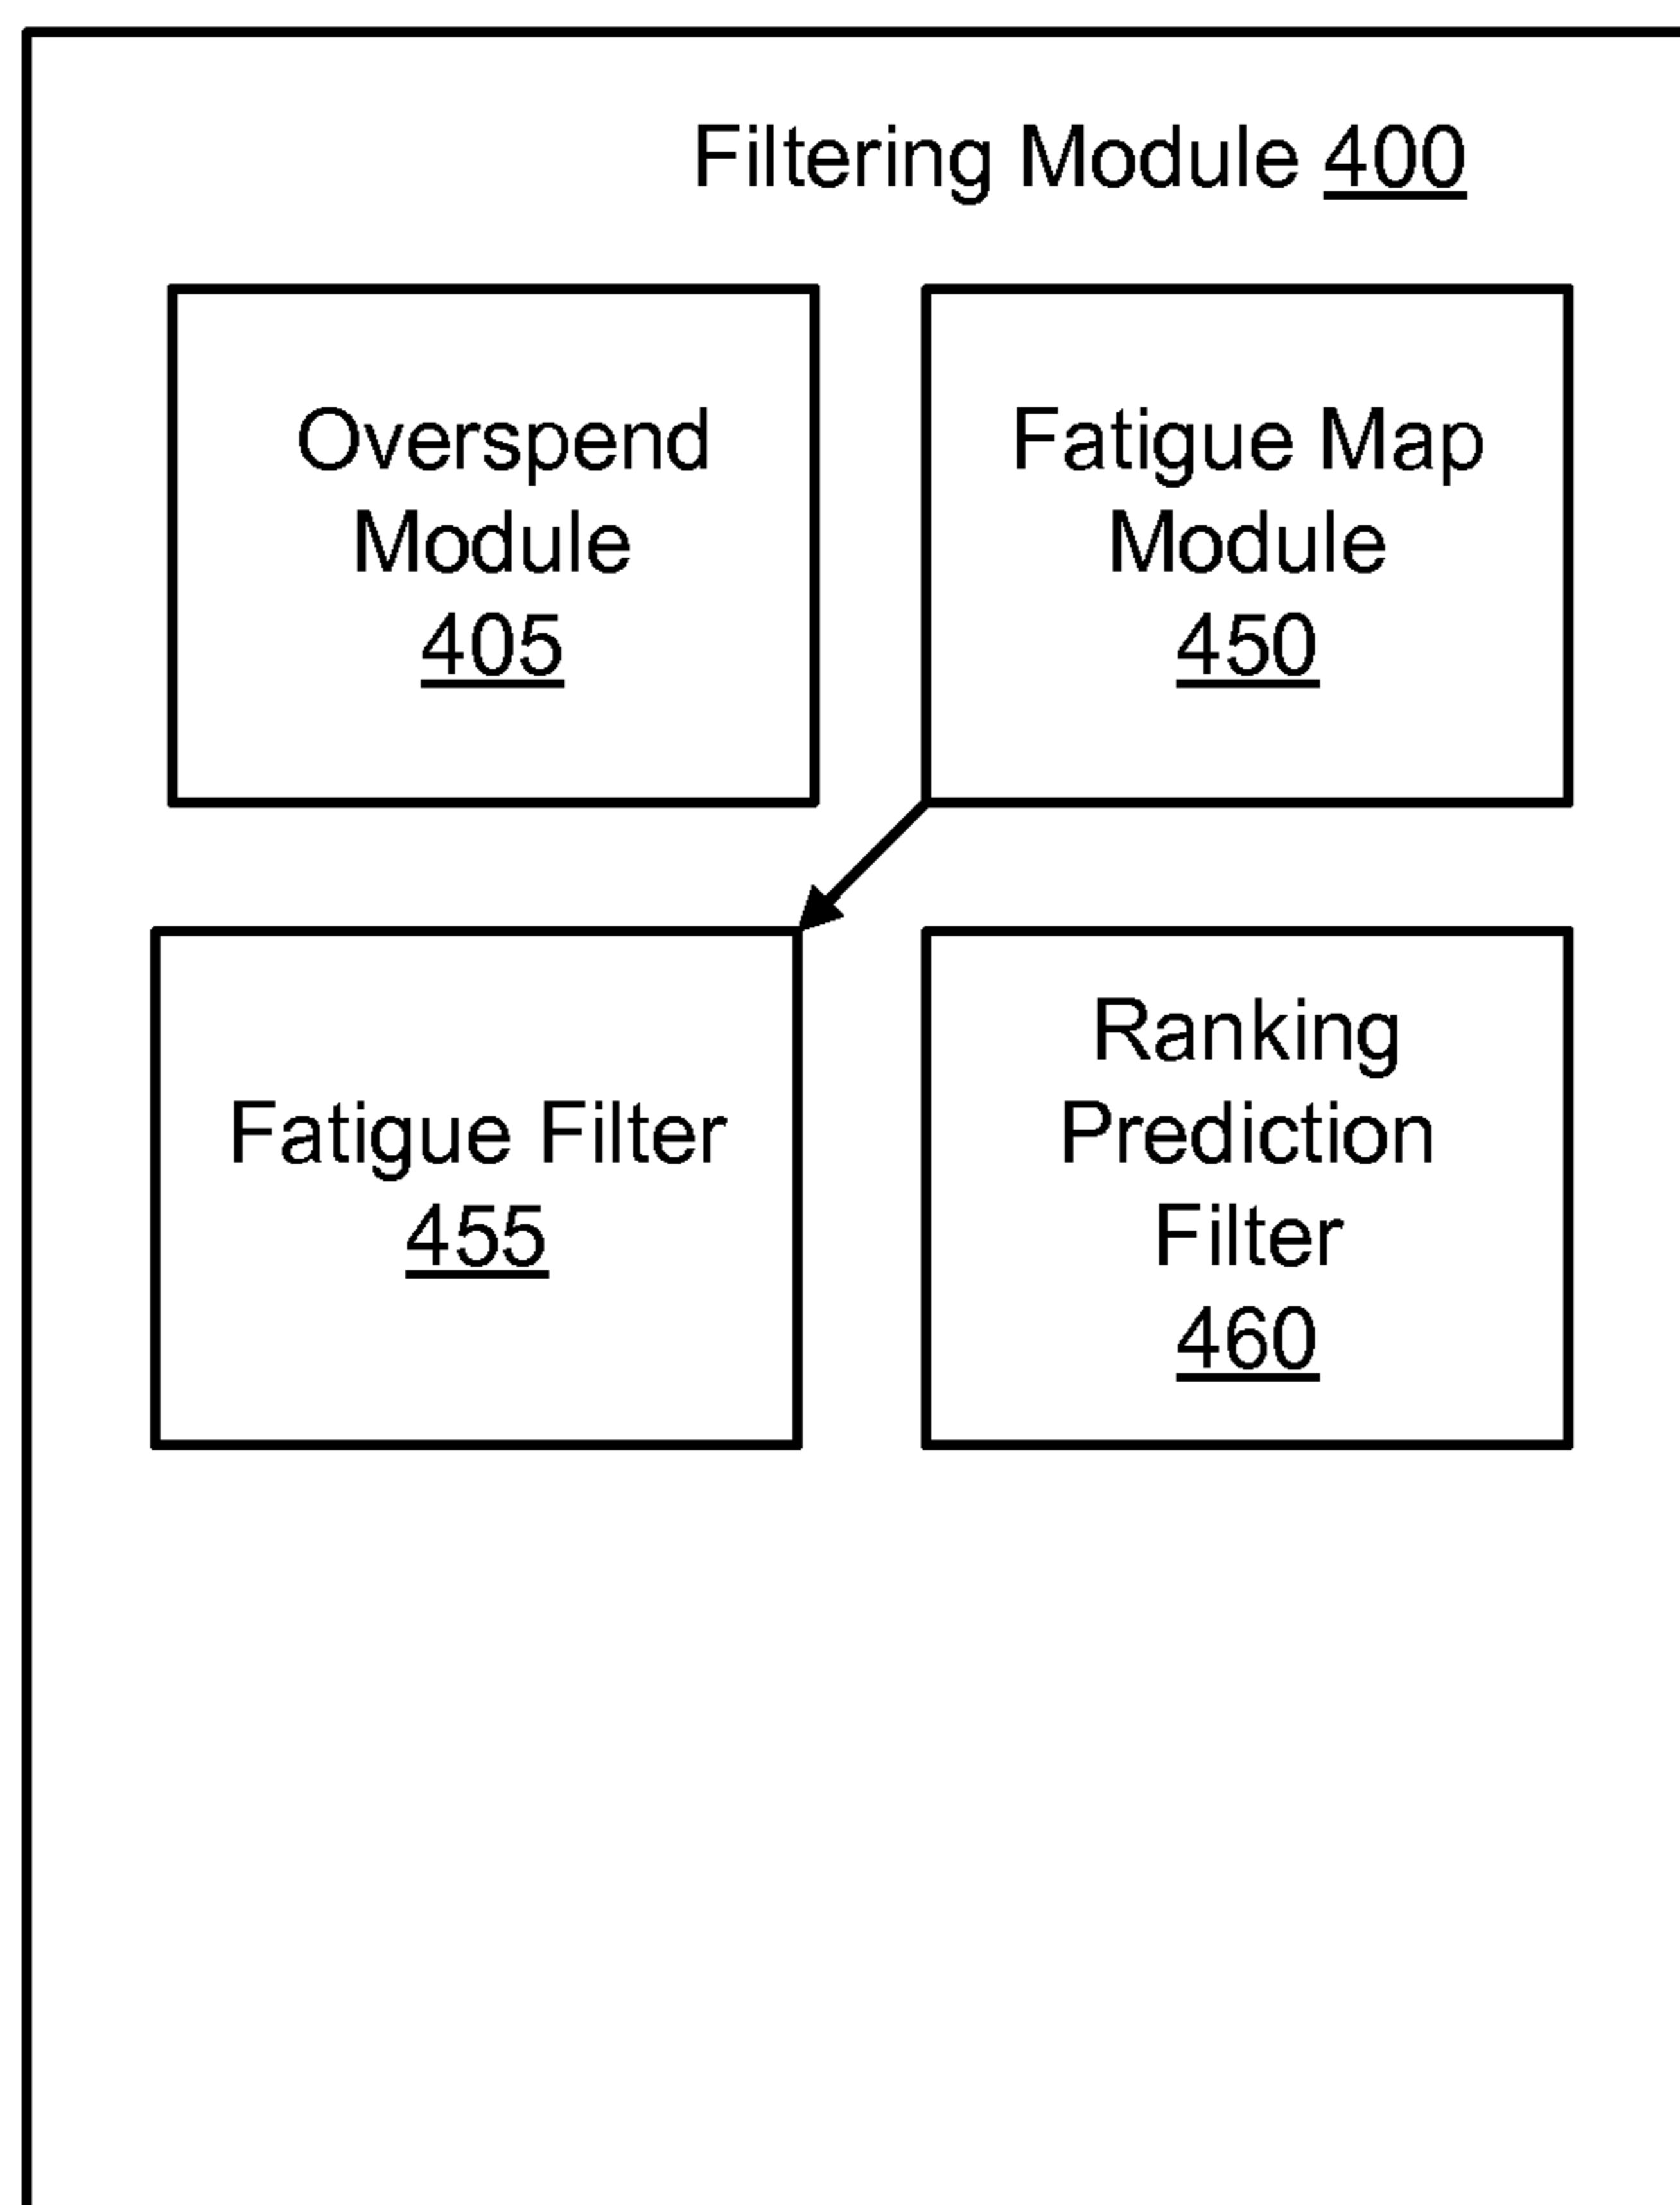 Filtering Module 400
Overspend
Module
405
Fatigue Map
Module
450
Fatigue Filter
455
Ranking
Prediction
Filter
460